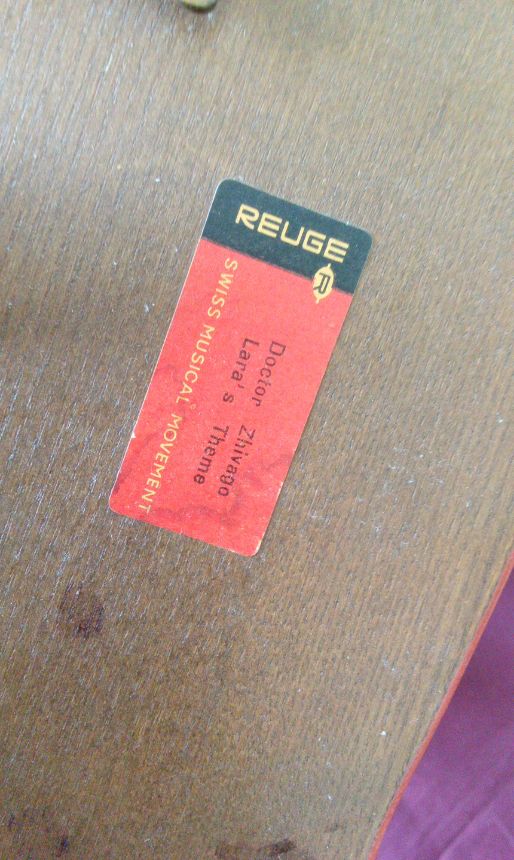 REUGE
R
Doctor Zhivago
Lara's Theme
SWISS MUSICAL MOVEMENT